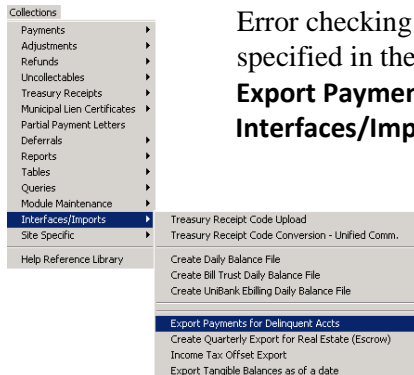 Collections
Payments
Adjustments
Refunds
Uncollectables
Treasury Receipts
Municipal Lien Certificates
Partial Payment Letters
Deferrals
Reports
Tables
Queries
Module Maintenance
Interfaces/Imports
Site Specific
Help Reference Library
Treasury Receipt Code Upload
Treasury Receipt Code Conversion - Unified Comm.
Create Daily Balance File
Create Bill Trust Daily Balance File
Create UniBank Ebilling Daily Balance File
Export Payments for Delinquent Accts
Create Quarterly Export for Real Estate (Escrow)
Income Tax Offset Export
Export Tangible Balances as of a date
Error checking
specified in the
Export Paymen
Interfaces/Imp